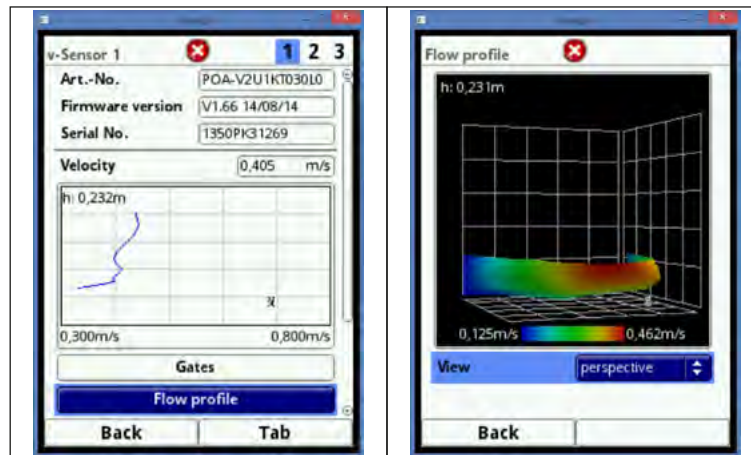 v-Sensor 1 1 2 3
Art.-No. POA-V2U1KT030L0
Firmware version V1.66 14/08/14
Serial No. 1350PK31269
Velocity 0,405 m/s
h: 0,232m
0,300m/s 0,800m/s
Gates
Flow profile
Back Tab
Flow profile
h: 0,231m
0,125m/s 0,462m/s
View perspective
Back